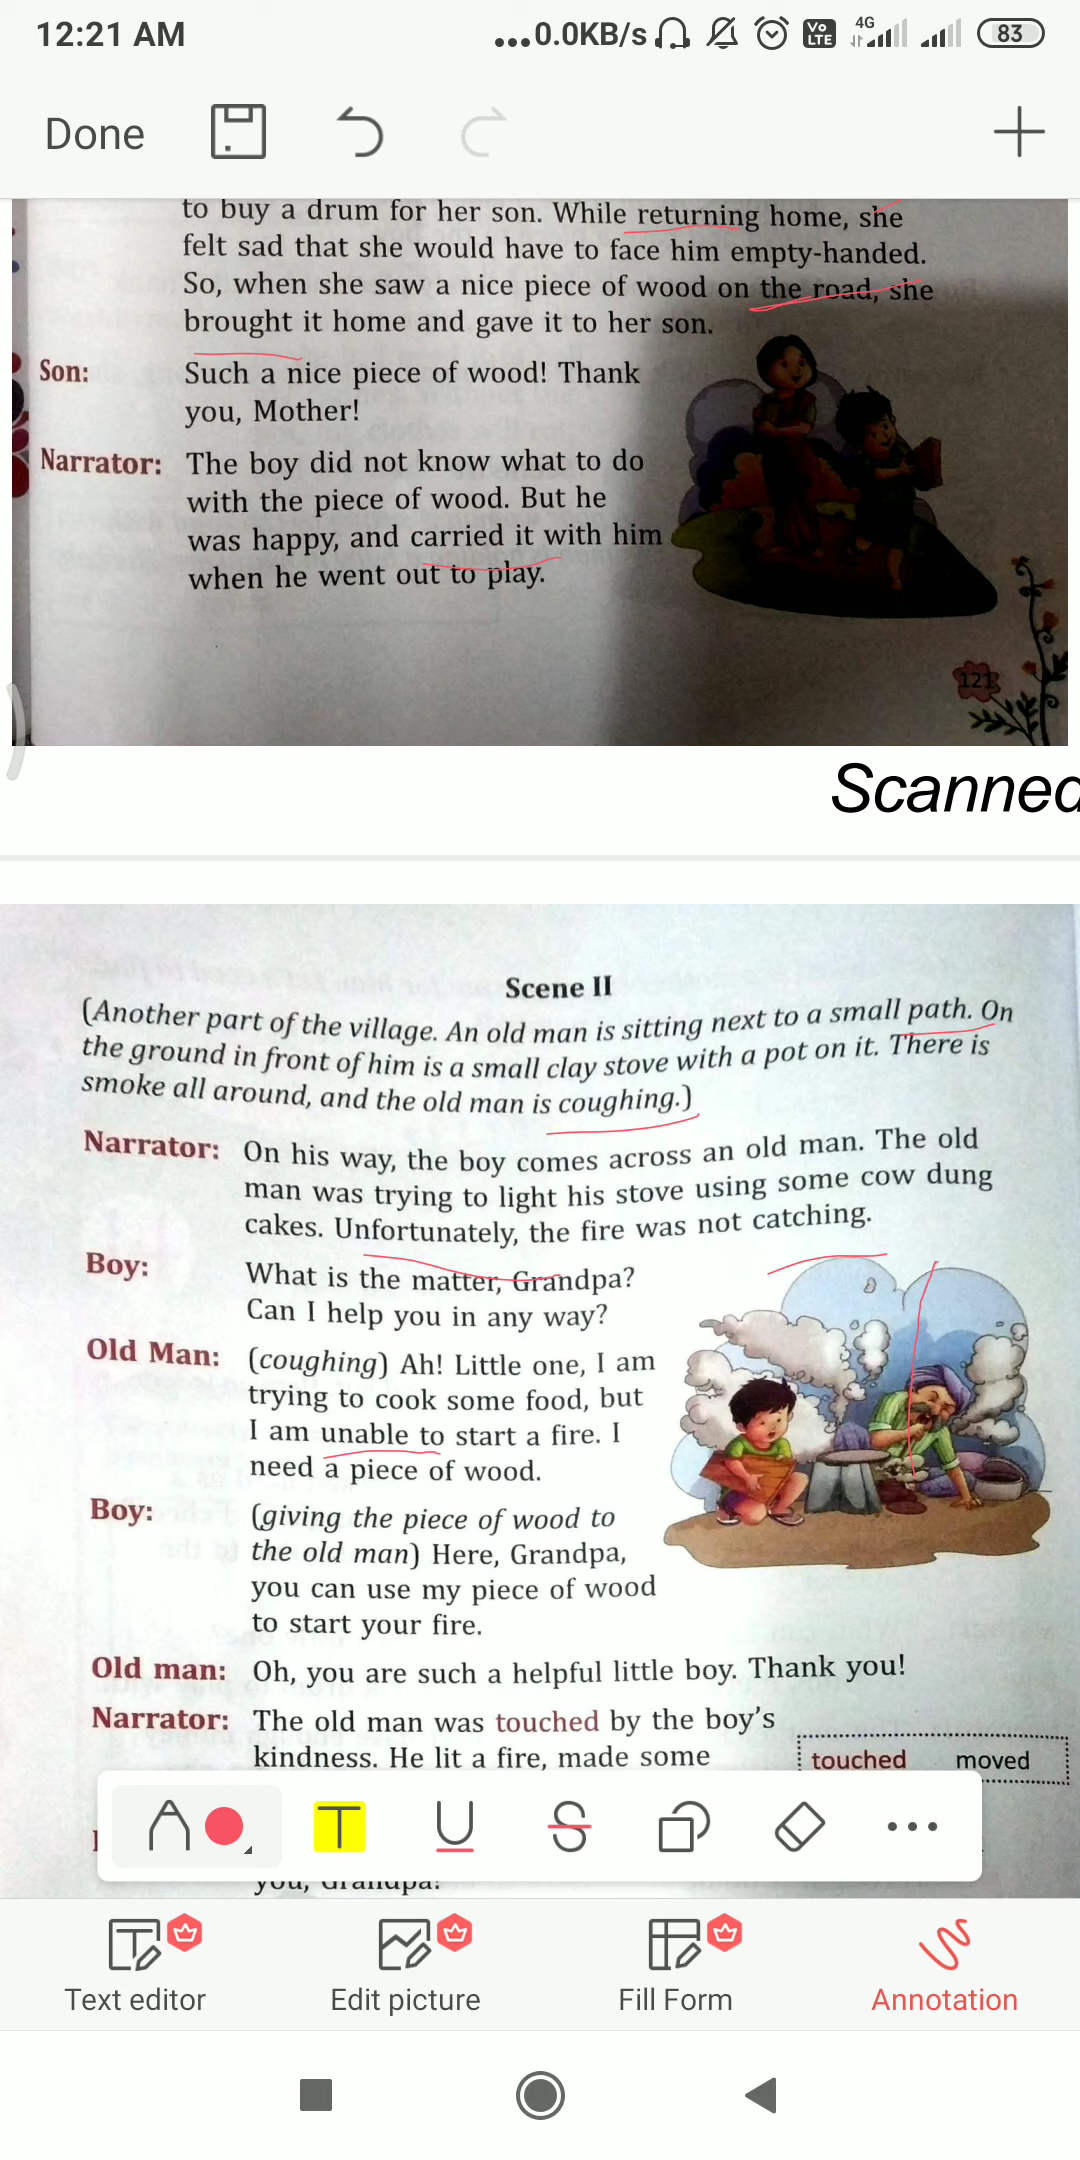 12:21 AM
...0.0KB/s
Vo LTE
4G
83
Done
to buy a drum for her son. While returning home, she
felt sad that she would have to face him empty-handed.
So, when she saw a nice piece of wood on the road, she
brought it home and gave it to her son.
Son: Such a nice piece of wood! Thank
you, Mother!
Narrator: The boy did not know what to do
with the piece of wood. But he
was happy, and carried it with him
when he went out to play.
121
Scanned
Scene II
(Another part of the village. An old man is sitting next to a small path. On
the ground in front of him is a small clay stove with a pot on it. There is
smoke all around, and the old man is coughing.)
Narrator: On his way, the boy comes across an old man. The old
man was trying to light his stove using some cow dung
cakes. Unfortunately, the fire was not catching.
Boy: What is the matter, Grandpa?
Can I help you in any way?
Old Man: (coughing) Ah! Little one, I am
trying to cook some food, but
I am unable to start a fire. I
need a piece of wood.
Boy: (giving the piece of wood to
the old man) Here, Grandpa,
you can use my piece of wood
to start your fire.
Old man: Oh, you are such a helpful little boy. Thank you!
Narrator: The old man was touched by the boy's
kindness. He lit a fire, made some
touched moved
you, Grandpa!
Text editor
Edit picture
Fill Form
Annotation